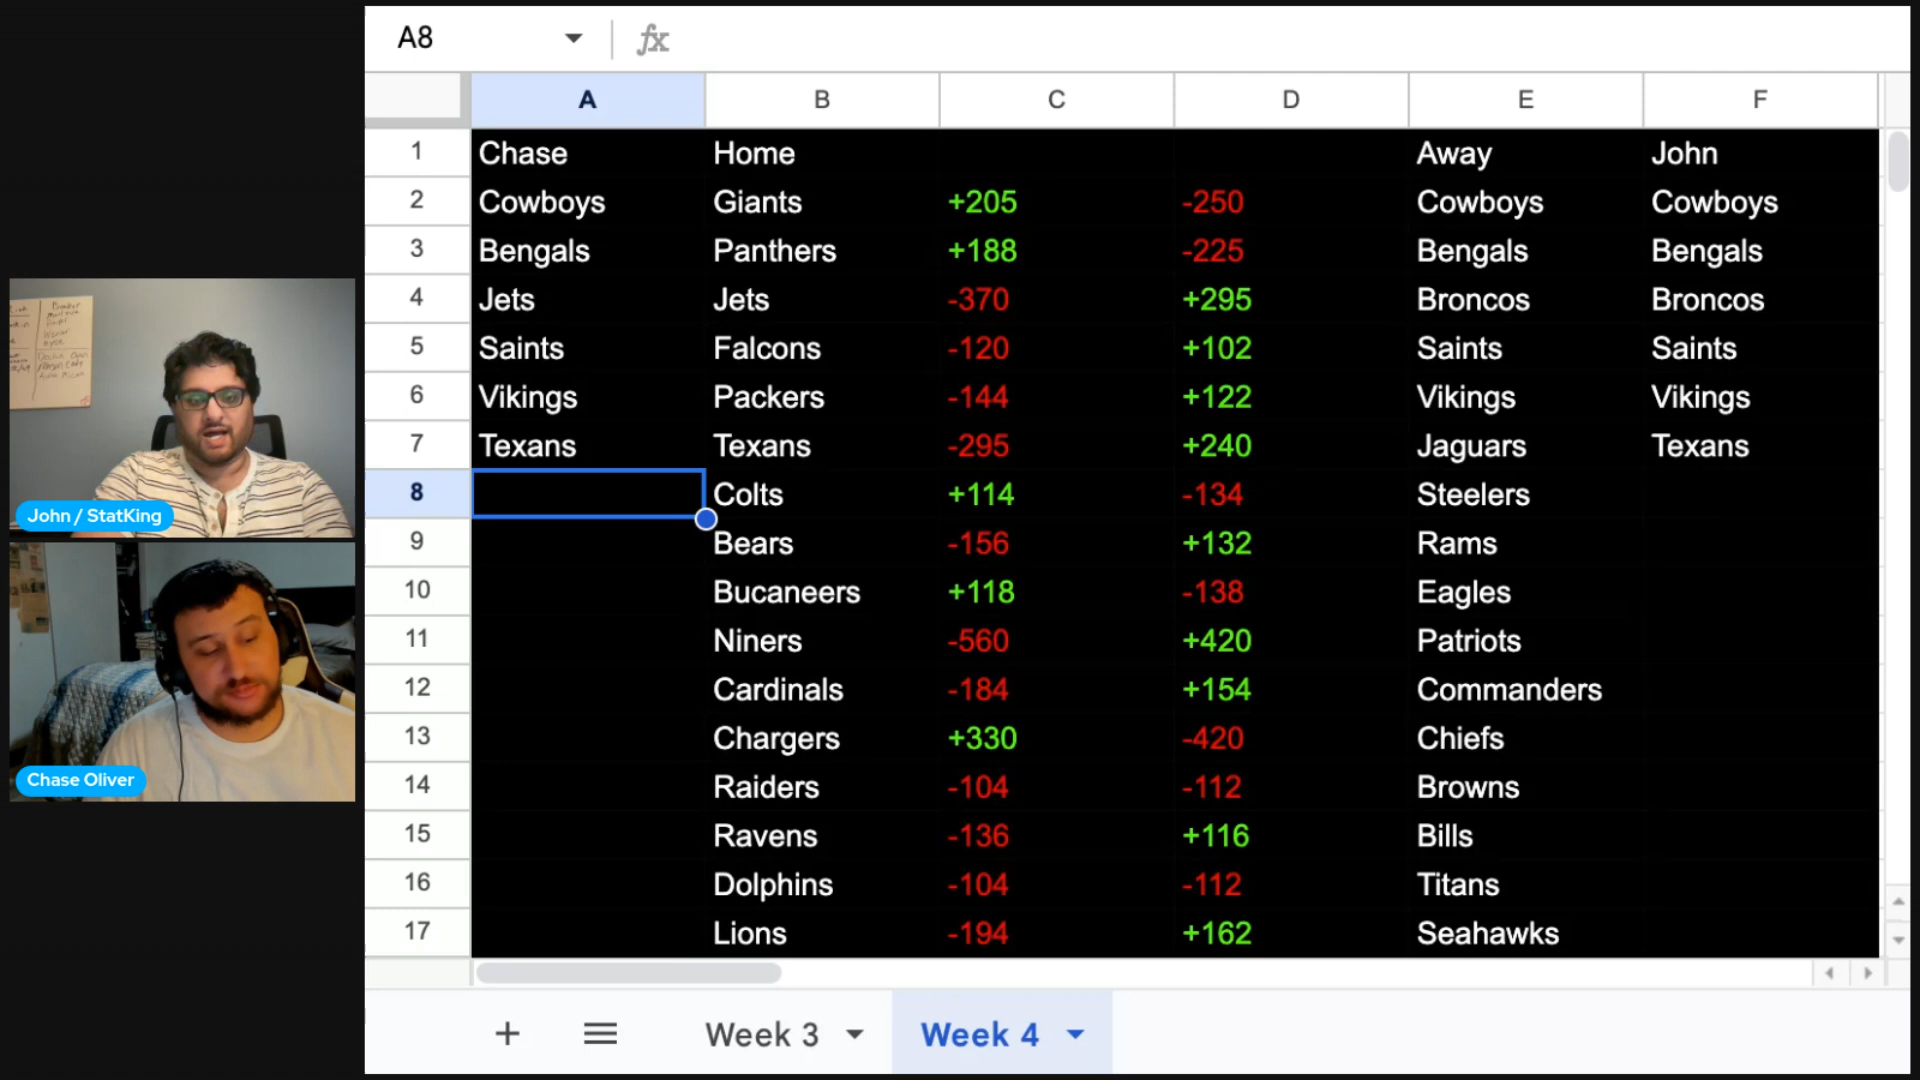 A8 fx
A B C D E F
1 Chase Home Away John
2 Cowboys Giants +205 -250 Cowboys Cowboys
3 Bengals Panthers +188 -225 Bengals Bengals
4 Jets Jets -370 +295 Broncos Broncos
5 Saints Falcons -120 +102 Saints Saints
6 Vikings Packers -144 +122 Vikings Vikings
7 Texans Texans -295 +240 Jaguars Texans
8 Colts +114 -134 Steelers
9 Bears -156 +132 Rams
10 Bucaneers +118 -138 Eagles
11 Niners -560 +420 Patriots
12 Cardinals -184 +154 Commanders
13 Chargers +330 -420 Chiefs
14 Raiders -104 -112 Browns
15 Ravens -136 +116 Bills
16 Dolphins -104 -112 Titans
17 Lions -194 +162 Seahawks
Week 3 Week 4
John / StatKing
Chase Oliver